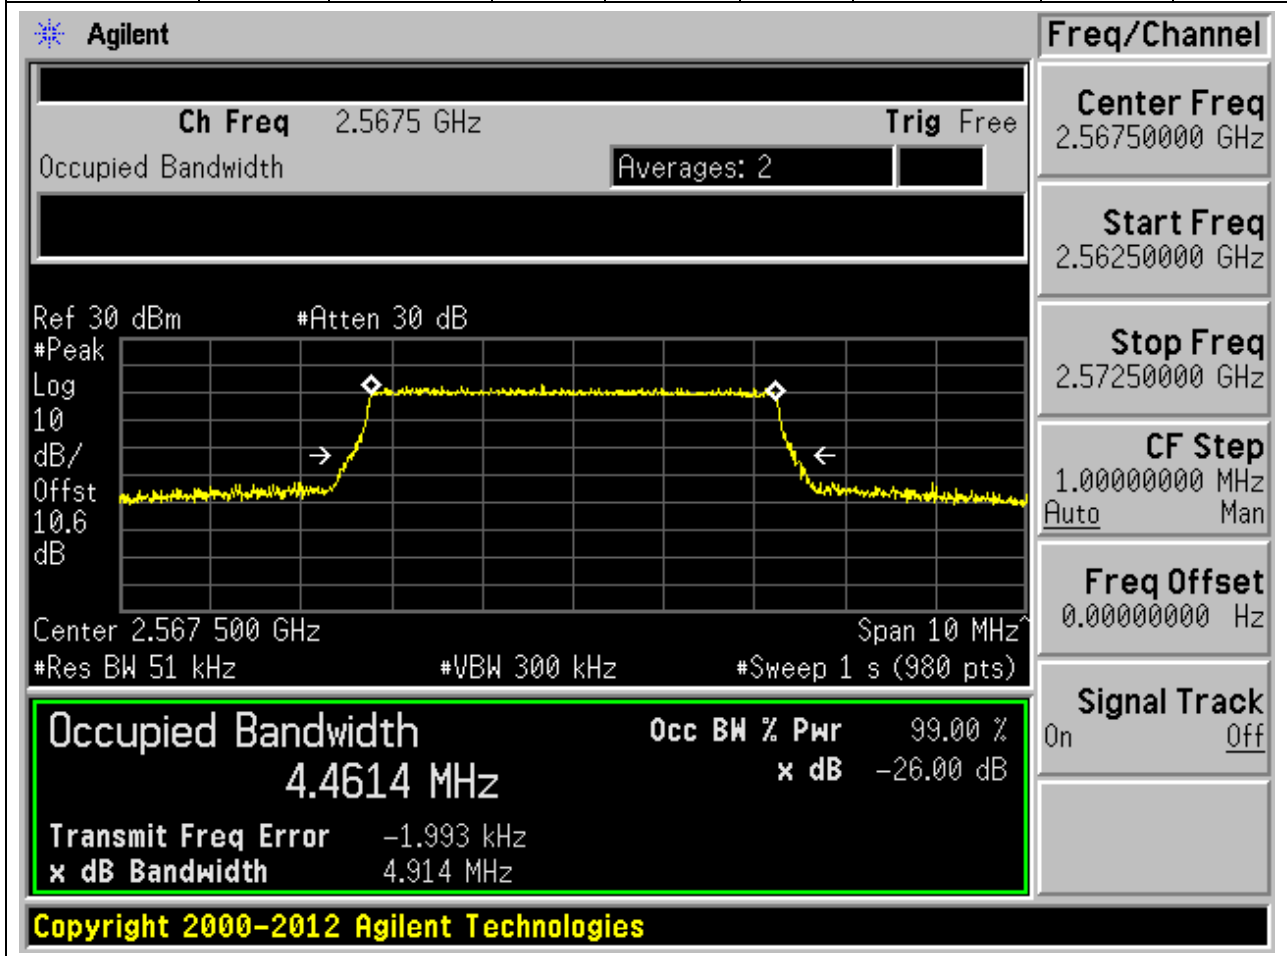 Agilent
Freq/Channel
Ch Freq 2.5675 GHz Trig Free
Occupied Bandwidth Averages: 2
Center Freq
2.56750000 GHz
Start Freq
2.56250000 GHz
Stop Freq
2.57250000 GHz
CF Step
1.00000000 MHz
Auto Man
Freq Offset
0.00000000 Hz
Signal Track
On Off
Ref 30 dBm #Atten 30 dB
#Peak
Log
10
dB/
Offst
10.6
dB
Center 2.567 500 GHz Span 10 MHz^
#Res BW 51 kHz #VBW 300 kHz #Sweep 1 s (980 pts)
Occupied Bandwidth
4.4614 MHz
Occ BW % Pwr 99.00 %
x dB -26.00 dB
Transmit Freq Error -1.993 kHz
x dB Bandwidth 4.914 MHz
Copyright 2000-2012 Agilent Technologies